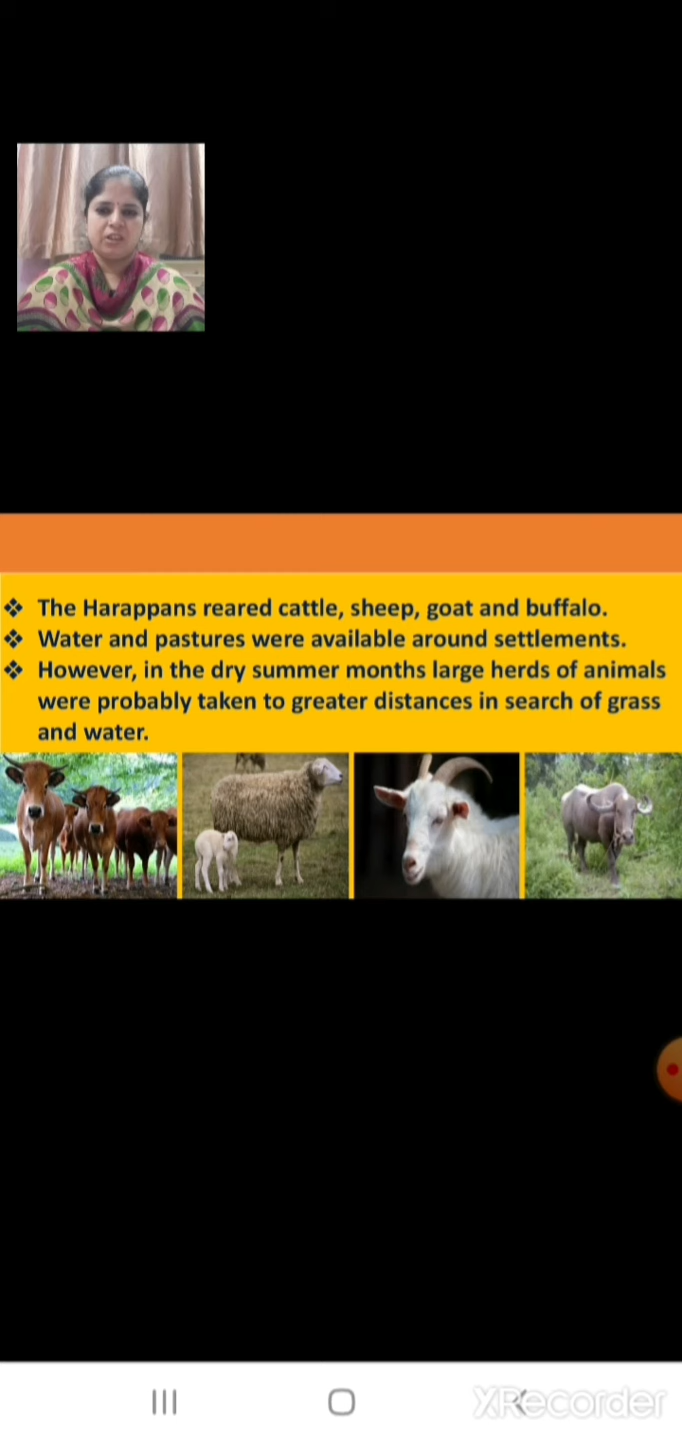 ❖ The Harappans reared cattle, sheep, goat and buffalo.
❖ Water and pastures were available around settlements.
❖ However, in the dry summer months large herds of animals
were probably taken to greater distances in search of grass
and water.
XRecorder